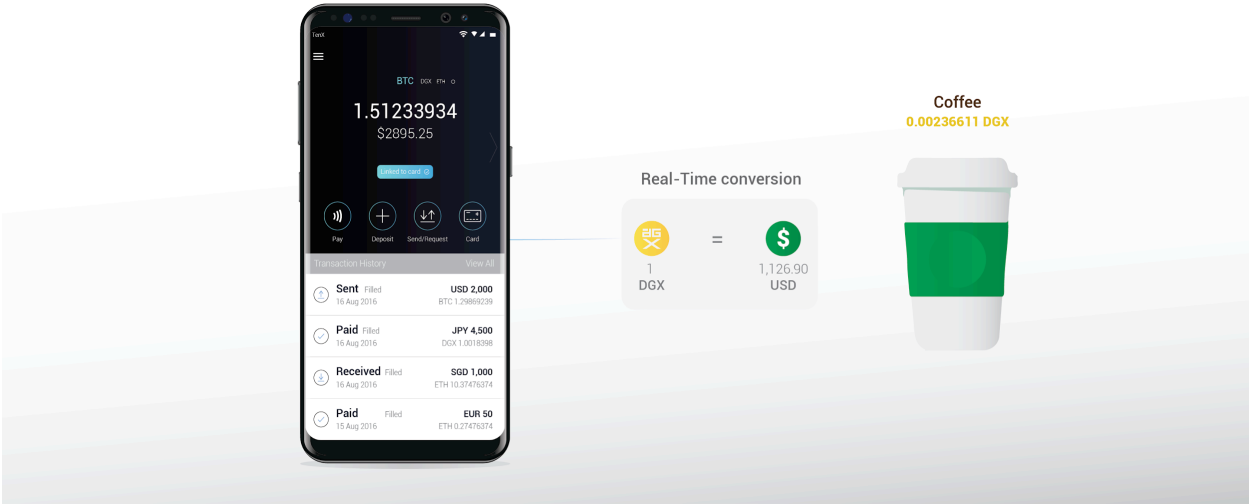 TenX
BTC DGX ETH
1.51233934
$2895.25
Linked to card
Pay Deposit Send/Request Card
Transaction History View All
Sent Filled USD 2,000
16 Aug 2016 BTC 1.29869239
Paid Filled JPY 4,500
16 Aug 2016 DGX 1.0018398
Received Filled SGD 1,000
16 Aug 2016 ETH 10.37476374
Paid Filled EUR 50
15 Aug 2016 ETH 0.27476374
Real-Time conversion
$
=
1 1,126.90
DGX USD
Coffee
0.00236611 DGX